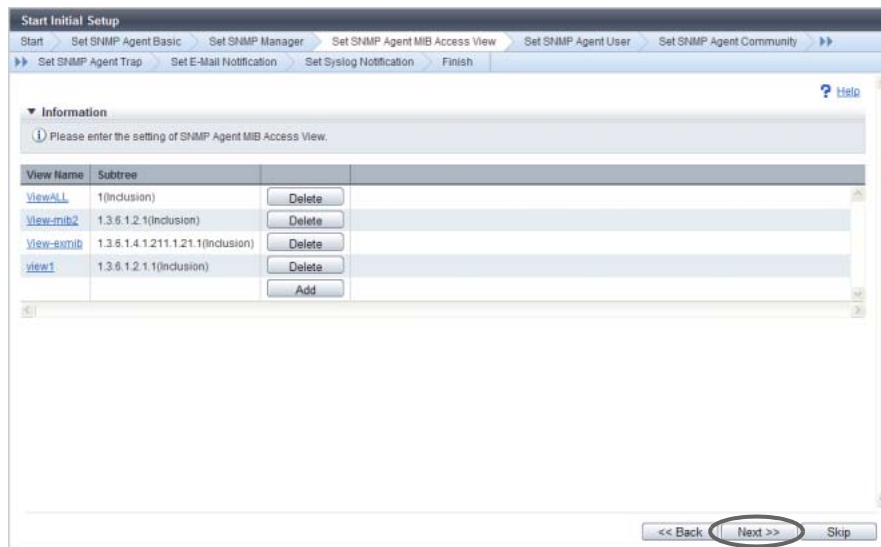 Start Initial Setup
Start Set SNMP Agent Basic Set SNMP Manager Set SNMP Agent MIB Access View Set SNMP Agent User Set SNMP Agent Community
Set SNMP Agent Trap Set E-Mail Notification Set Syslog Notification Finish
? Help
Information
Please enter the setting of SNMP Agent MIB Access View.
View Name Subtree
ViewALL 1(Inclusion) Delete
View-mib2 1.3.6.1.2.1(Inclusion) Delete
View-exmib 1.3.6.1.4.1.211.1.21.1(Inclusion) Delete
view1 1.3.6.1.2.1.1(Inclusion) Delete
Add
<< Back Next >> Skip